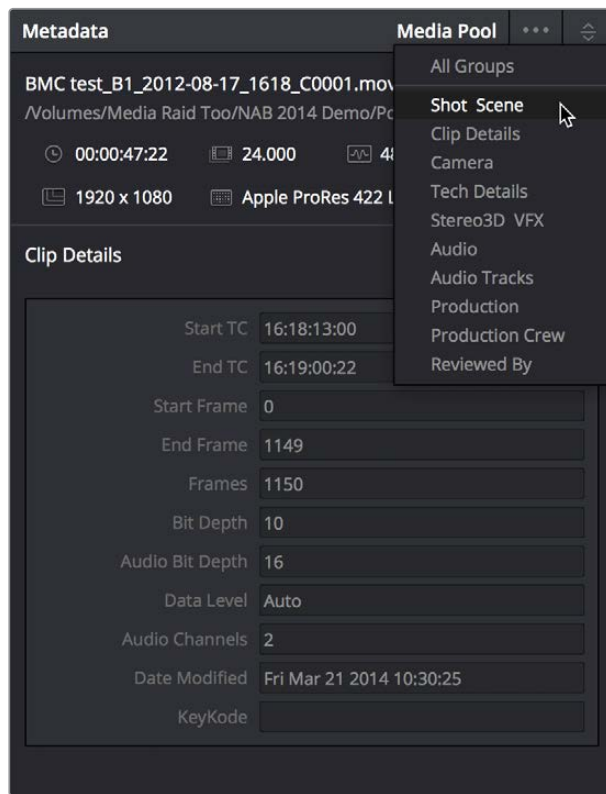 Metadata Media Pool
All Groups
BMC test_B1_2012-08-17_1618_C0001.mov
/Volumes/Media Raid Too/NAB 2014 Demo/
Shot Scene
Clip Details
00:00:47:22 24.000
Camera
1920 x 1080 Apple ProRes 422
Tech Details
Stereo3D VFX
Audio
Audio Tracks
Production
Production Crew
Reviewed By
Clip Details
Start TC 16:18:13:00
End TC 16:19:00:22
Start Frame 0
End Frame 1149
Frames 1150
Bit Depth 10
Audio Bit Depth 16
Data Level Auto
Audio Channels 2
Date Modified Fri Mar 21 2014 10:30:25
KeyKode